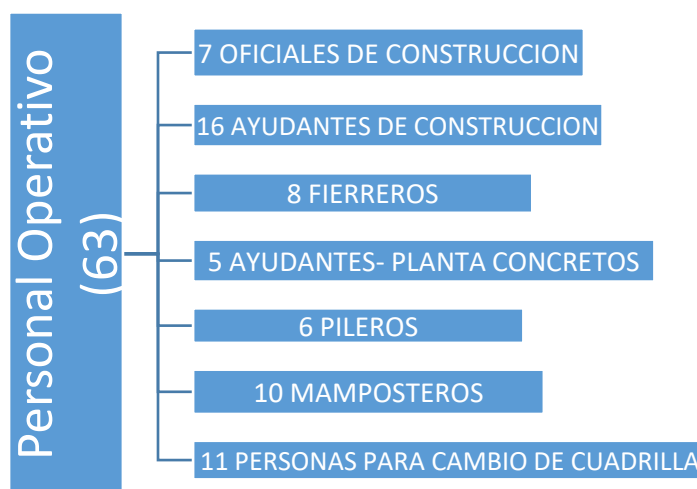 Personal Operativo
(63)
7 OFICIALES DE CONSTRUCCION
16 AYUDANTES DE CONSTRUCCION
8 FIERREROS
5 AYUDANTES- PLANTA CONCRETOS
6 PILEROS
10 MAMPOSTEROS
11 PERSONAS PARA CAMBIO DE CUADRILLA